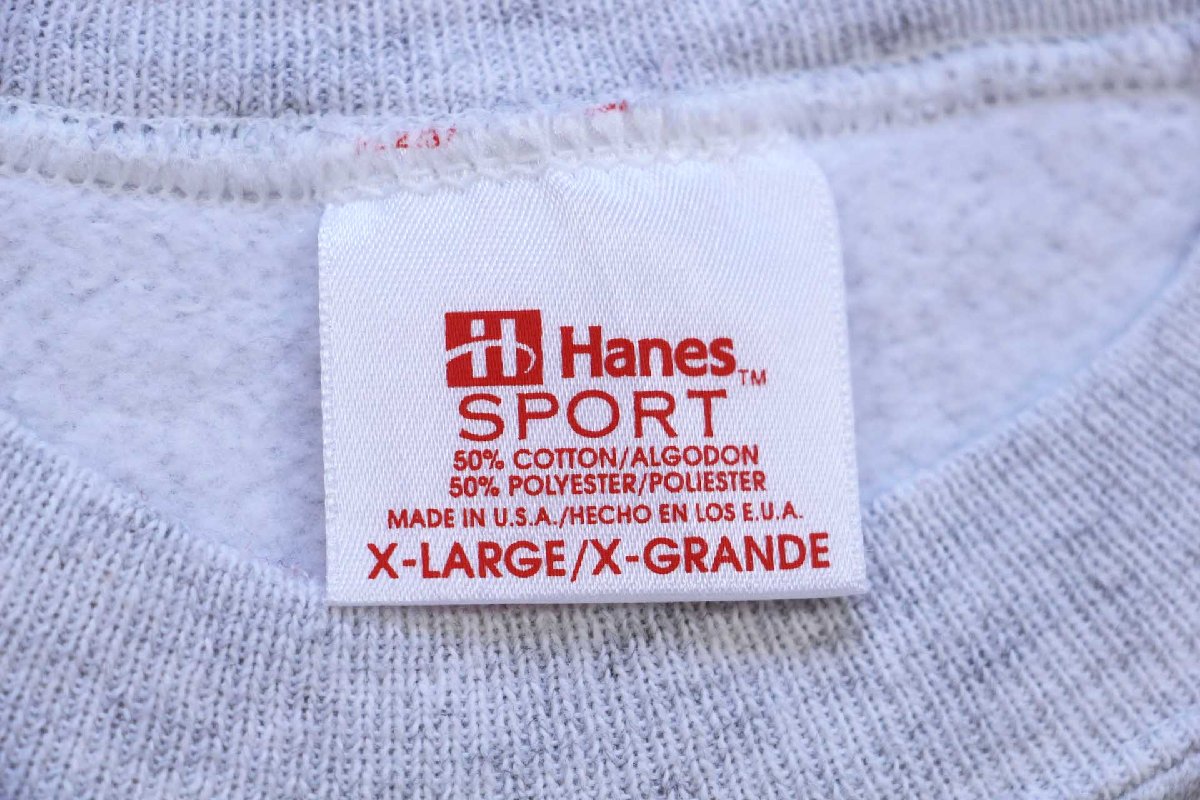 Hanes™
SPORT
50% COTTON/ALGODON
50% POLYESTER/POLIESTER
MADE IN U.S.A./HECHO EN LOS E.U.A.
X-LARGE/X-GRANDE